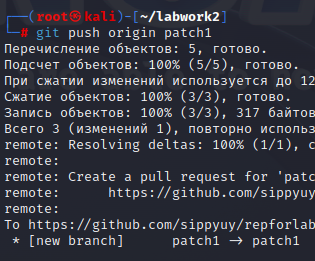 ┌──(root㉿kali)-[~/labwork2]
└─# git push origin patch1
Перечисление объектов: 5, готово.
Подсчет объектов: 100% (5/5), готово.
При сжатии изменений используется до 12
Сжатие объектов: 100% (3/3), готово.
Запись объектов: 100% (3/3), 317 байтов
Всего 3 (изменений 1), повторно использ
remote: Resolving deltas: 100% (1/1), c
remote:
remote: Create a pull request for 'patc
remote:      https://github.com/sippyuy/
remote:
To https://github.com/sippyuy/repforlab
 * [new branch]      patch1 -> patch1